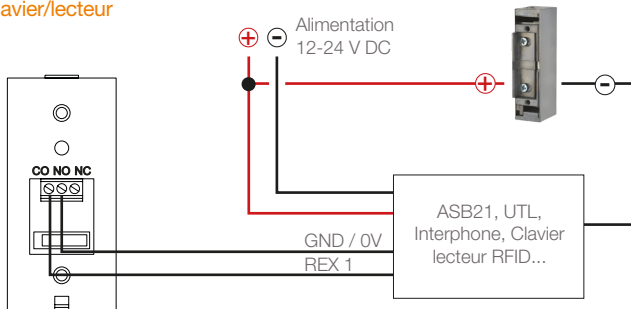 avier/lecteur
Alimentation
12-24 V DC
CO NO NC
GND / 0V
REX 1
ASB21, UTL,
Interphone, Clavier
lecteur RFID...